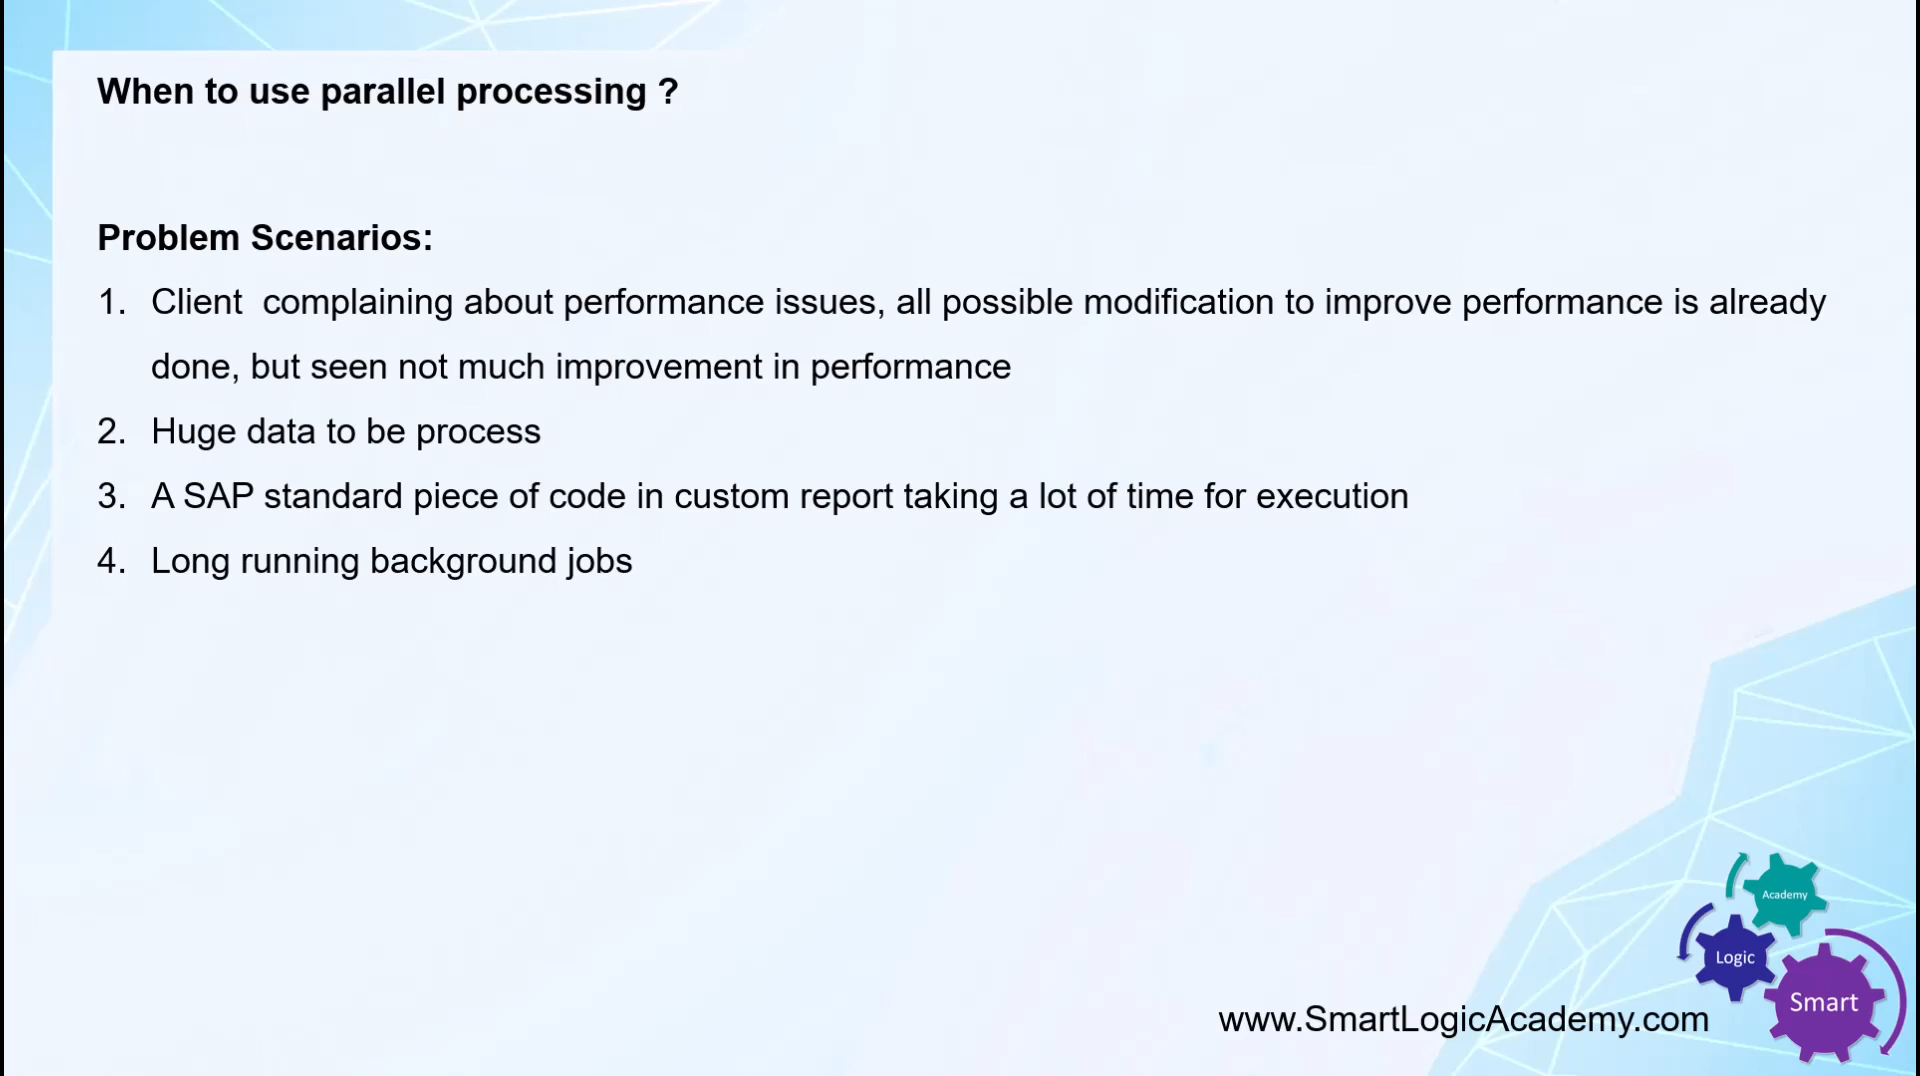 When to use parallel processing ?
Problem Scenarios:
1. Client  complaining about performance issues, all possible modification to improve performance is already
done, but seen not much improvement in performance
2. Huge data to be process
3. A SAP standard piece of code in custom report taking a lot of time for execution
4. Long running background jobs
Academy
Logic
Smart
www.SmartLogicAcademy.com